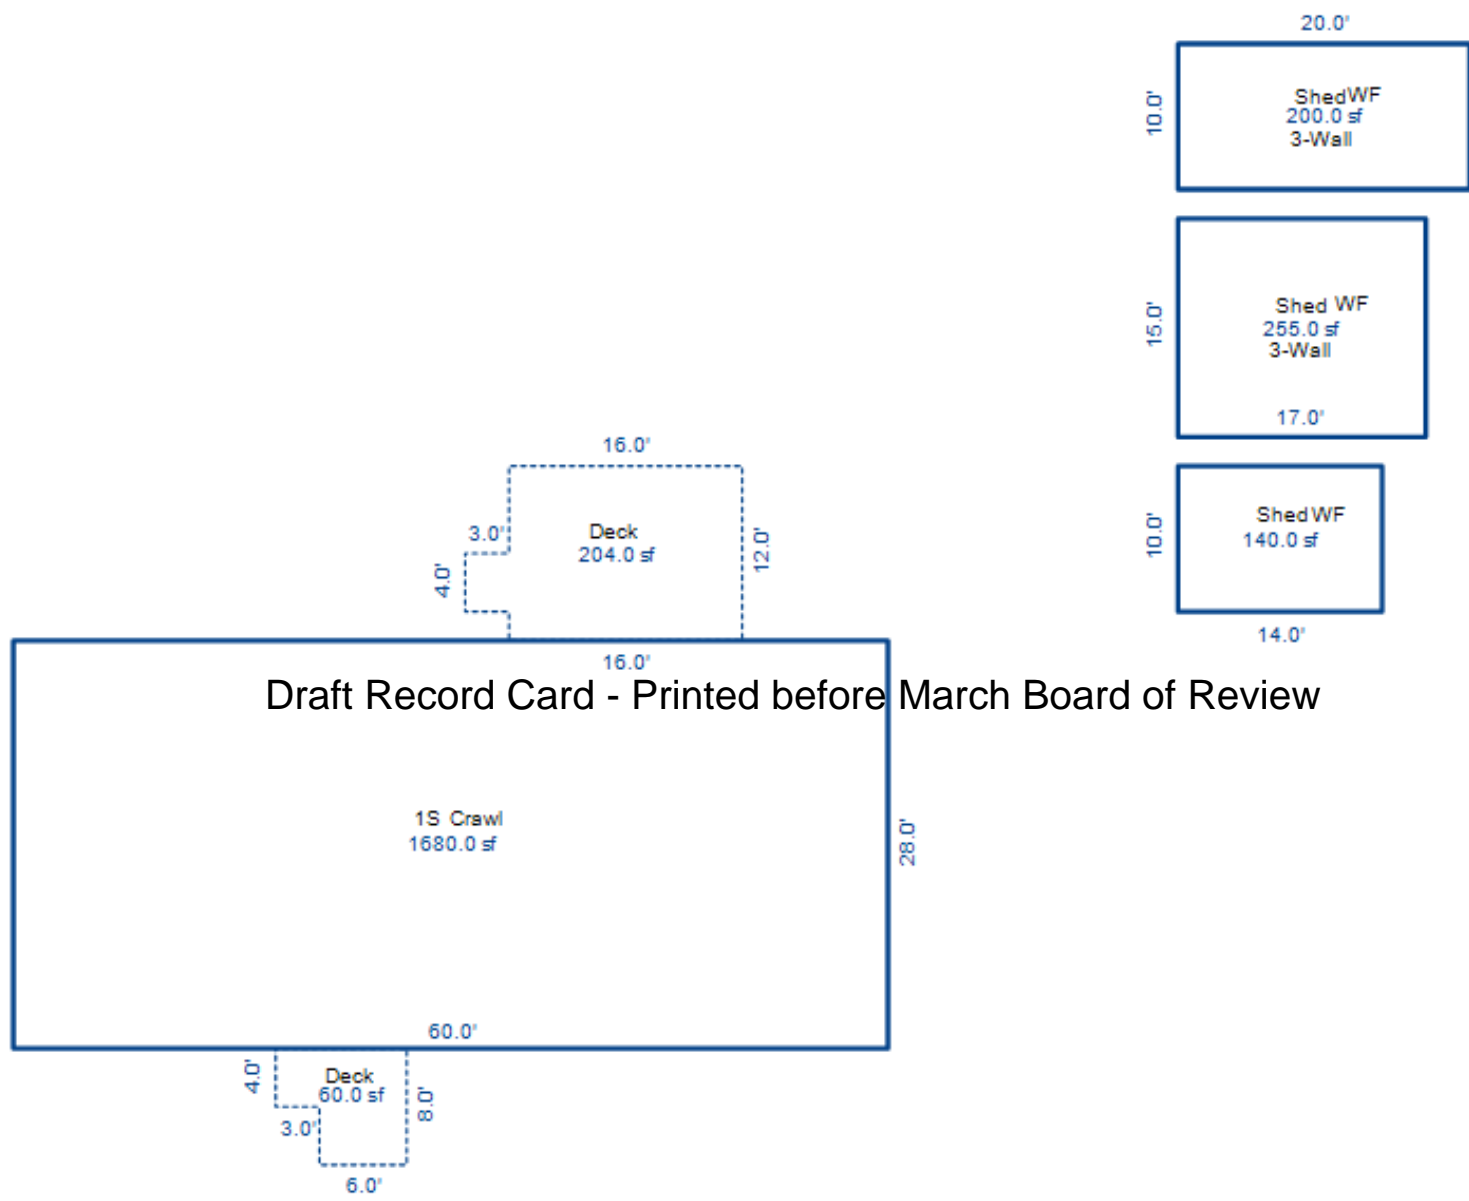 20.0'
10.0'
Shed WF
200.0 sf
3-Wall
15.0'
Shed WF
255.0 sf
3-Wall
17.0'
16.0'
3.0'
Deck
204.0 sf
12.0'
4.0'
10.0'
Shed WF
140.0 sf
14.0'
16.0'
Draft Record Card - Printed before March Board of Review
1S Crawl
1680.0 sf
28.0'
60.0'
4.0'
Deck
60.0 sf
8.0'
3.0'
6.0'